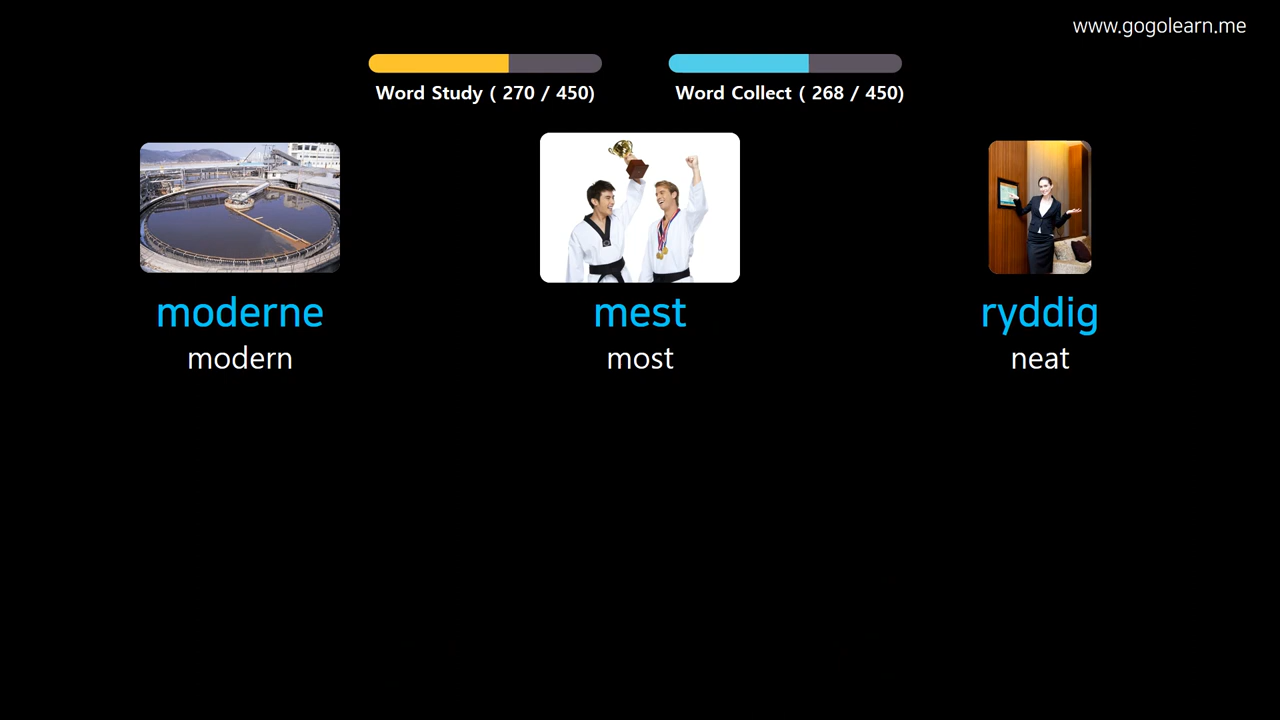 www.gogolearn.me
Word Study ( 270 / 450)
Word Collect ( 268 / 450)
moderne
modern
mest
most
ryddig
neat